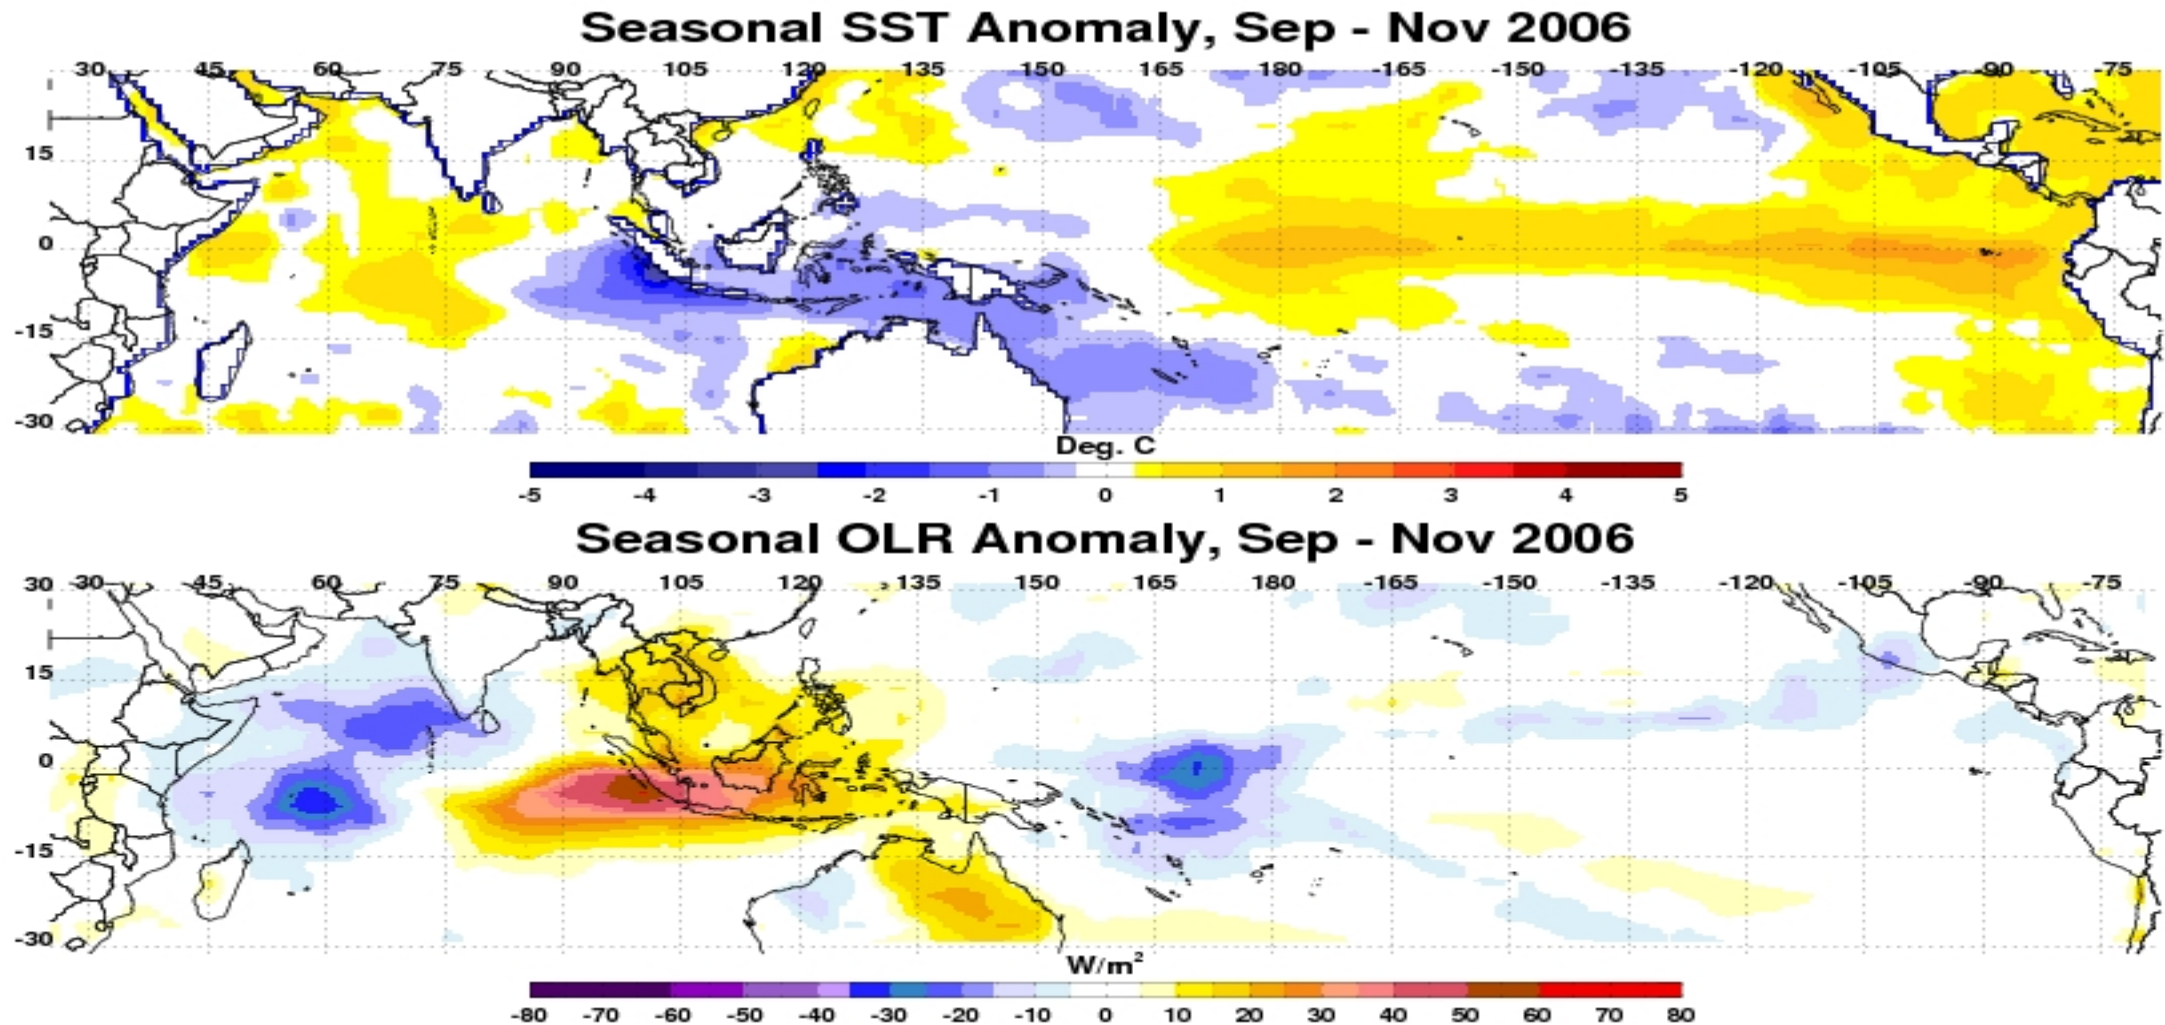 Seasonal SST Anomaly, Sep - Nov 2006
30 45 60 75 90 105 120 135 150 165 180 -165 -150 -135 -120 -105 -90 -75
15
0
-15
-30
Deg. C
-5 -4 -3 -2 -1 0 1 2 3 4 5
Seasonal OLR Anomaly, Sep - Nov 2006
30 30 45 60 75 90 105 120 135 150 165 180 -165 -150 -135 -120 -105 -90 -75
15
0
-15
-30
W/m²
-80 -70 -60 -50 -40 -30 -20 -10 0 10 20 30 40 50 60 70 80